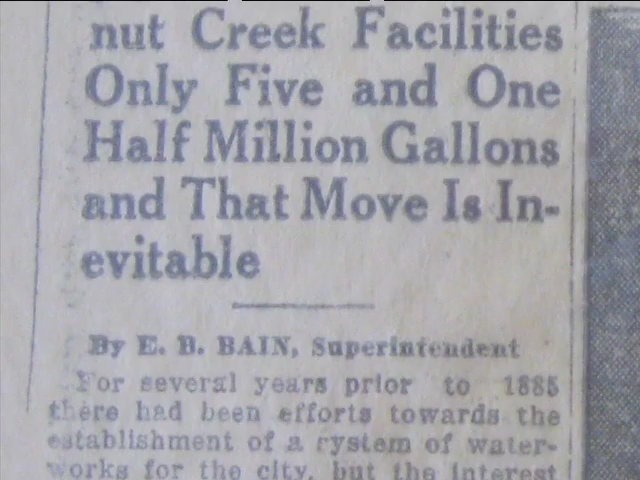 nut Creek Facilities
Only Five and One
Half Million Gallons
and That Move Is In-
evitable
By E. B. BAIN, Superintendent
For several years prior to 1885
there had been efforts towards the
establishment of a rystem of water-
works for the city, but the interest